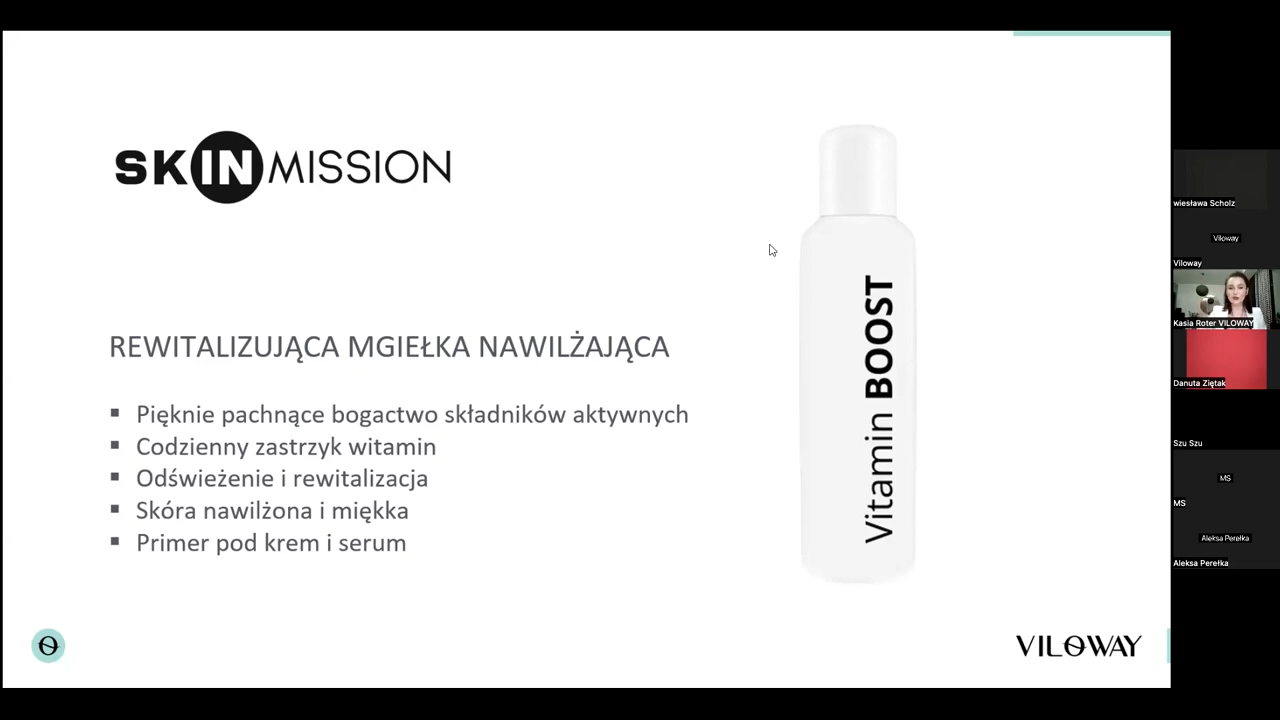 SKINMISSION
REWITALIZUJĄCA MGIEŁKA NAWILŻAJĄCA
▪ Pięknie pachnące bogactwo składników aktywnych
▪ Codzienny zastrzyk witamin
▪ Odświeżenie i rewitalizacja
▪ Skóra nawilżona i miękka
▪ Primer pod krem i serum
Vitamin BOOST
VILOWAY
wiesława Scholz
Viloway
Viloway
Kasia Roter VILOWAY
Danuta Ziętak
Szu Szu
MS
MS
Aleksa Perełka
Aleksa Perełka